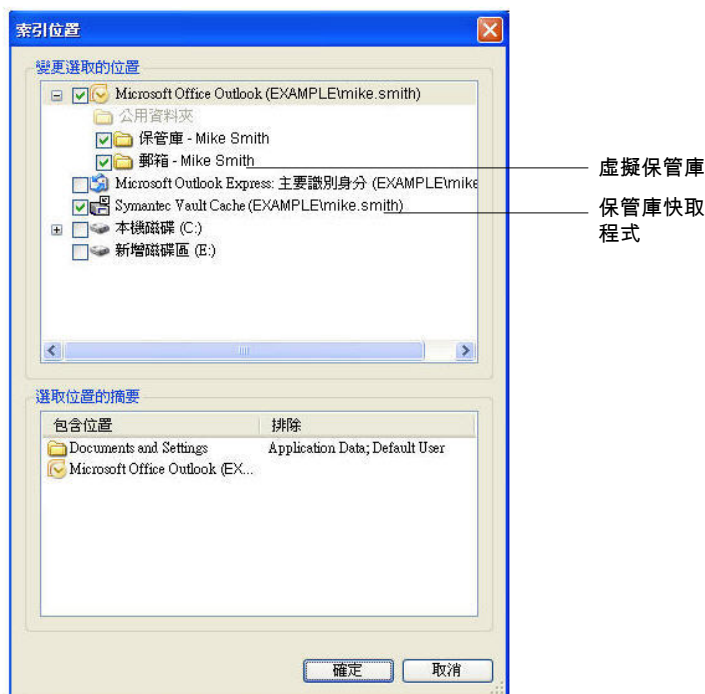 索引位置
變更選取的位置
Microsoft Office Outlook (EXAMPLE\mike.smith)
公用資料夾
保管庫 - Mike Smith
郵箱 - Mike Smith
Microsoft Outlook Express: 主要識別身分 (EXAMPLE\mike
Symantec Vault Cache (EXAMPLE\mike.smith)
本機磁碟 (C:)
新增磁碟區 (E:)
虛擬保管庫
保管庫快取
程式
選取位置的摘要
包含位置 排除
Documents and Settings Application Data; Default User
Microsoft Office Outlook (EX...
確定 取消